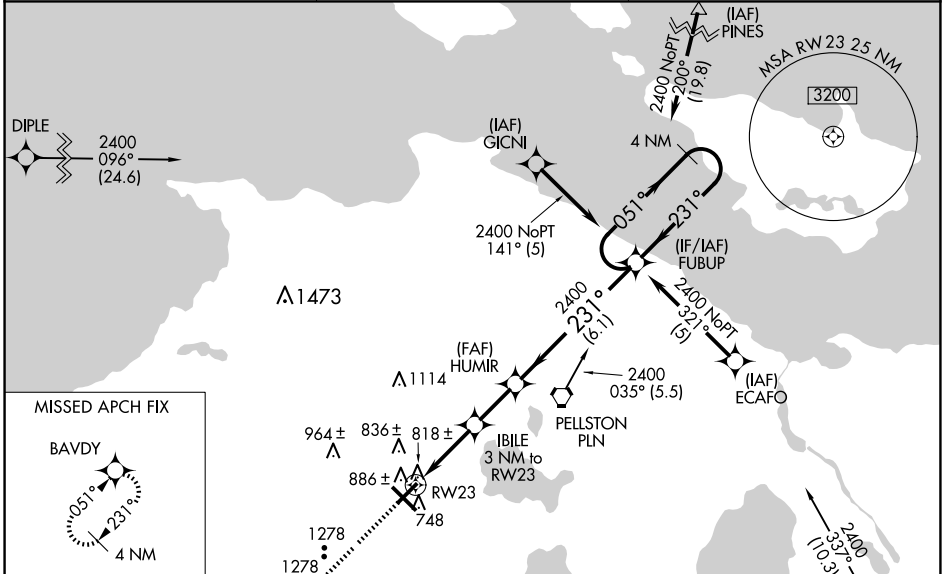 (IAF)
PINES
2400 NoPT
200°
(19.8)
MSA RW23 25 NM
3200
DIPLE
2400
096°
(24.6)
(IAF)
GICNI
4 NM
2400 NoPT
141° (5)
051°
231°
(IF/IAF)
FUBUP
2400
231°
(6.1)
2400 NoPT
321°
(5)
(IAF)
ECAFO
1473
(FAF)
HUMIR
2400
035° (5.5)
PELLSTON
PLN
1114
IBILE
3 NM to
RW23
964 ±
836 ±
818 ±
886 ±
RW23
748
1278
1278
MISSED APCH FIX
BAVDY
051°
231°
4 NM
2400
337°
(10.3)